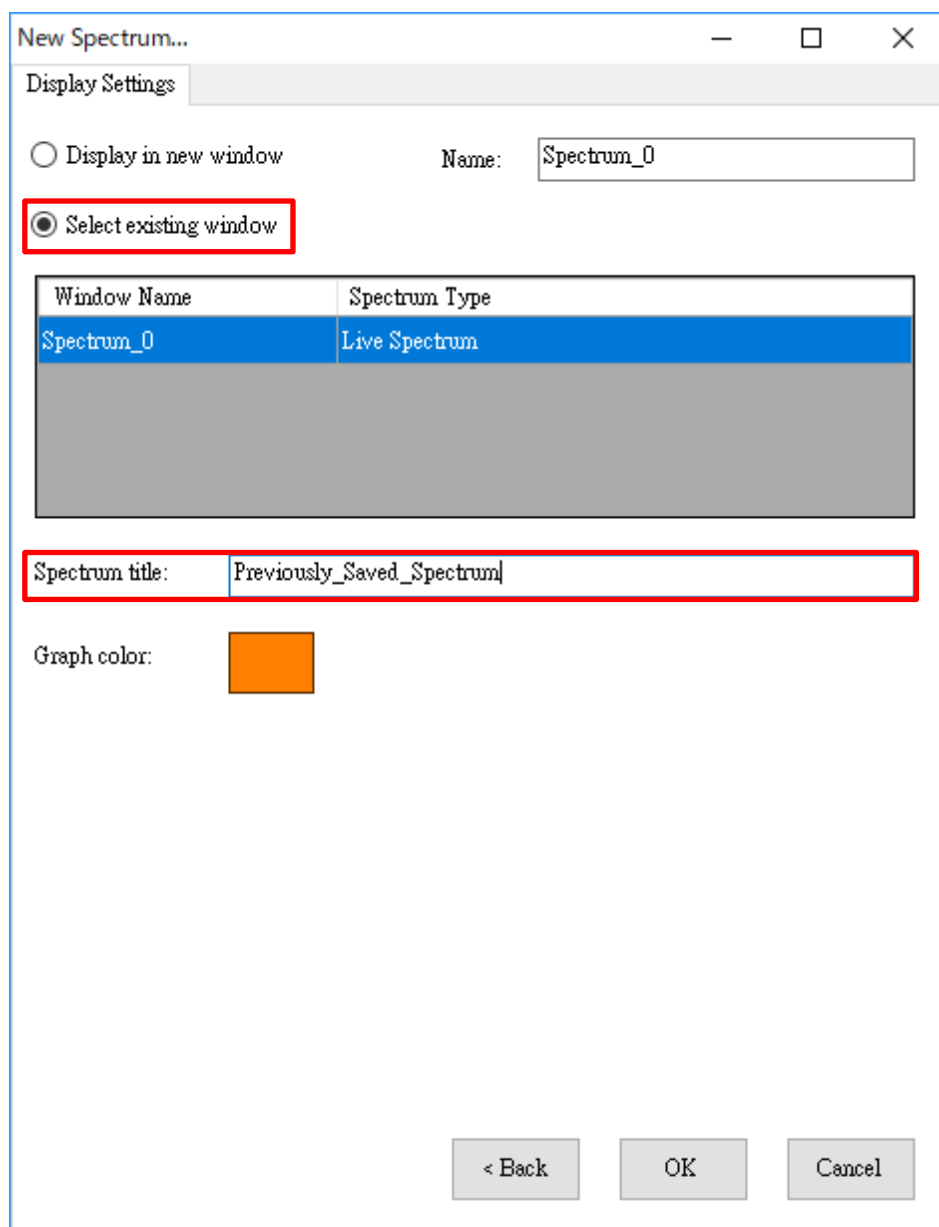 New Spectrum...
Display Settings
Display in new window Name: Spectrum_0
Select existing window
Window Name Spectrum Type
Spectrum_0 Live Spectrum
Spectrum title: Previously_Saved_Spectrum
Graph color:
< Back OK Cancel